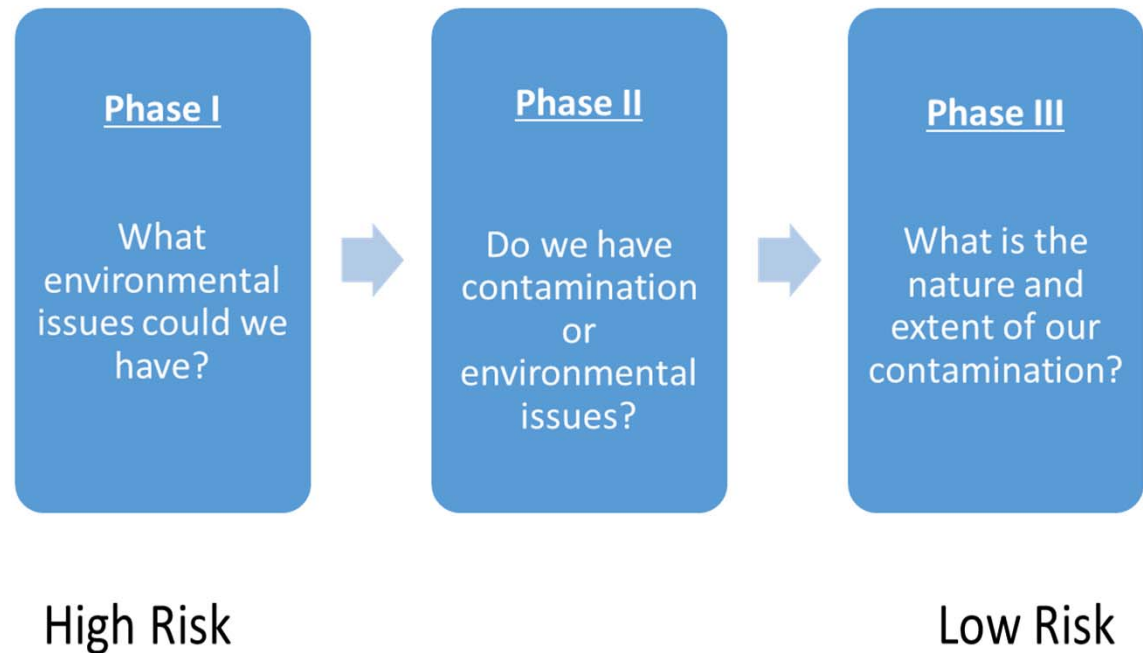 Phase I
What
environmental
issues could we
have?
Phase II
Do we have
contamination
or
environmental
issues?
Phase III
What is the
nature and
extent of our
contamination?
High Risk
Low Risk